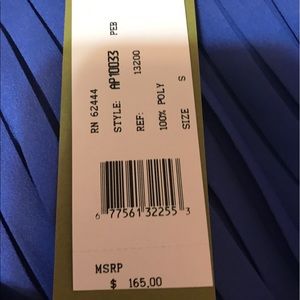 RN 62444
STYLE: AP10033 PEB
REF: 13200
100% POLY
SIZE S
6 77561 32255 3
MSRP
$ 165.00